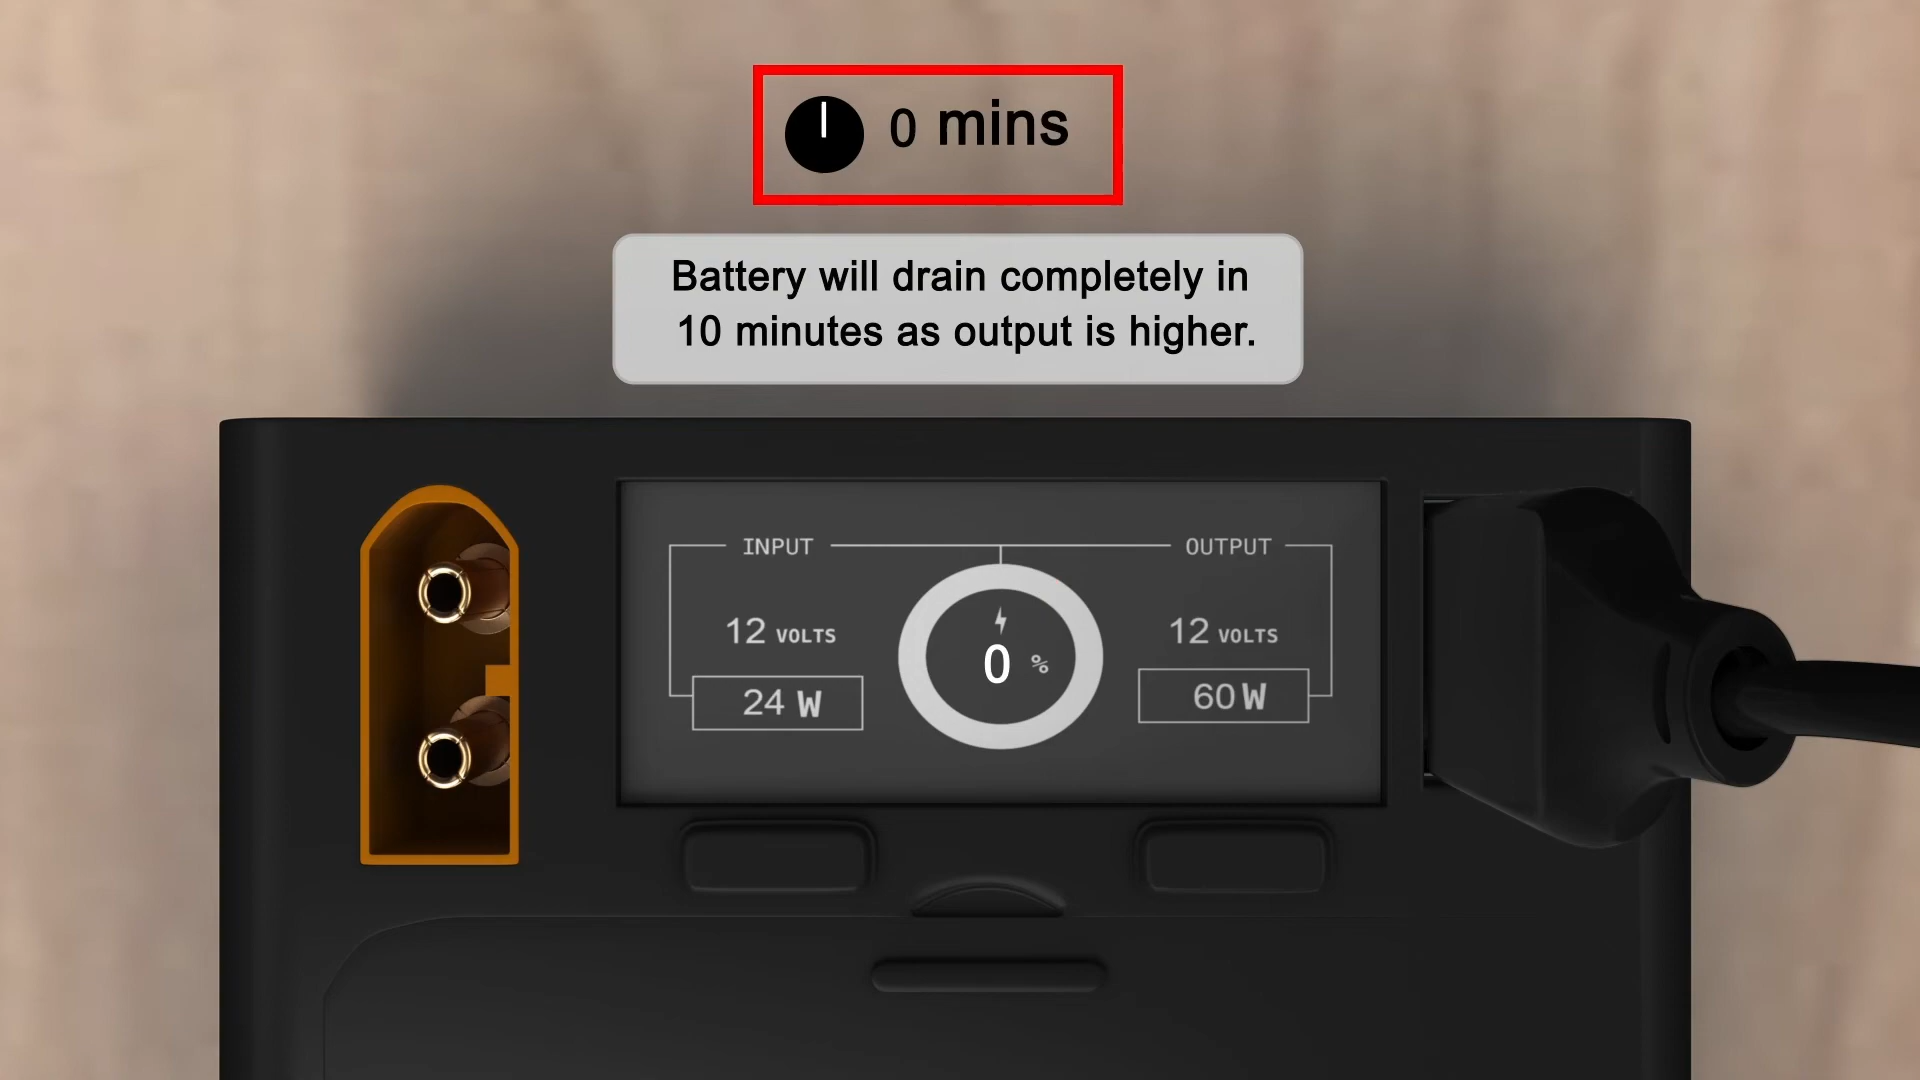 0 mins
Battery will drain completely in
10 minutes as output is higher.
INPUT
OUTPUT
12 VOLTS
12 VOLTS
0 %
24 W
60 W